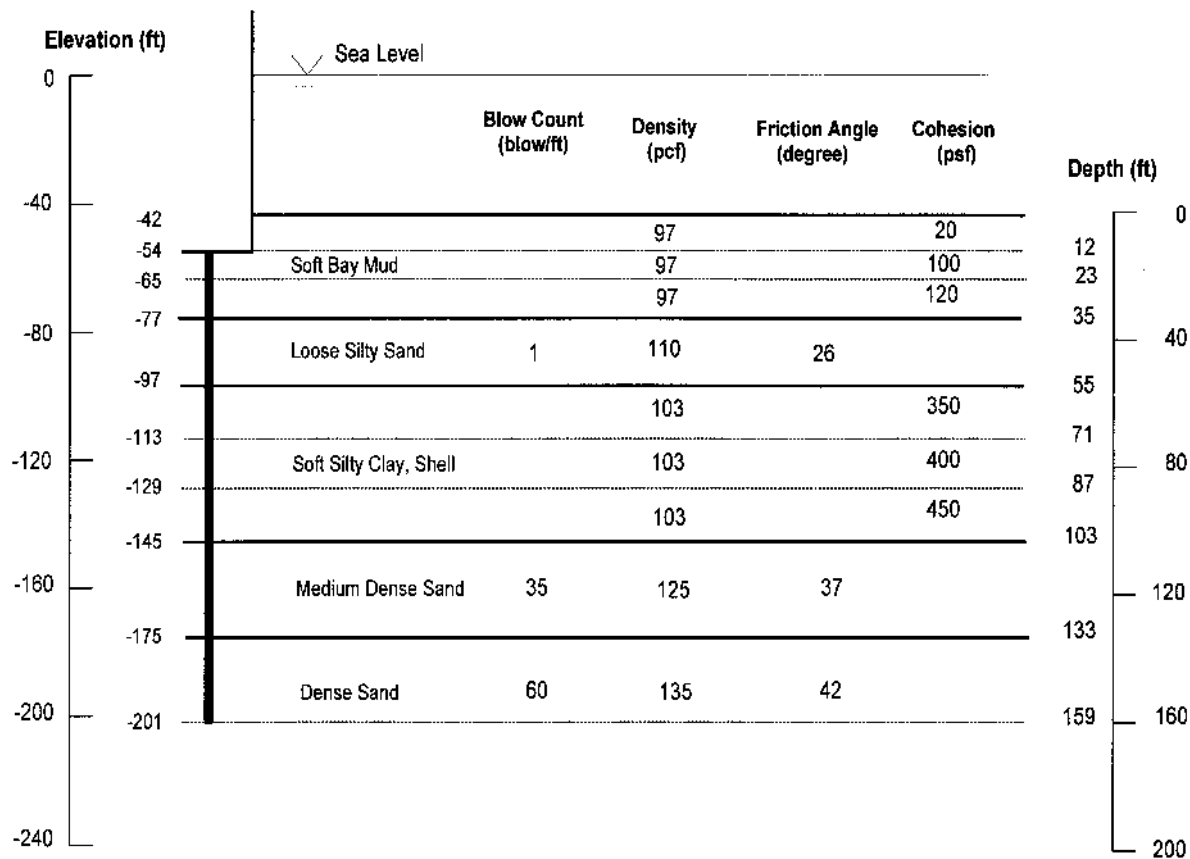 Elevation (ft)
Sea Level
0
Blow Count (blow/ft) Density (pcf) Friction Angle (degree) Cohesion (psf)
Depth (ft)
-40
-42 0
97 20
-54 12
Soft Bay Mud 97 100
-65 23
97 120
-77 35
-80 40
Loose Silty Sand 1 110 26
-97 55
103 350
-113 71
-120 Soft Silty Clay, Shell 103 400 80
-129 87
103 450
-145 103
-160 Medium Dense Sand 35 125 37 120
-175 133
Dense Sand 60 135 42
-200 -201 159 160
-240 200